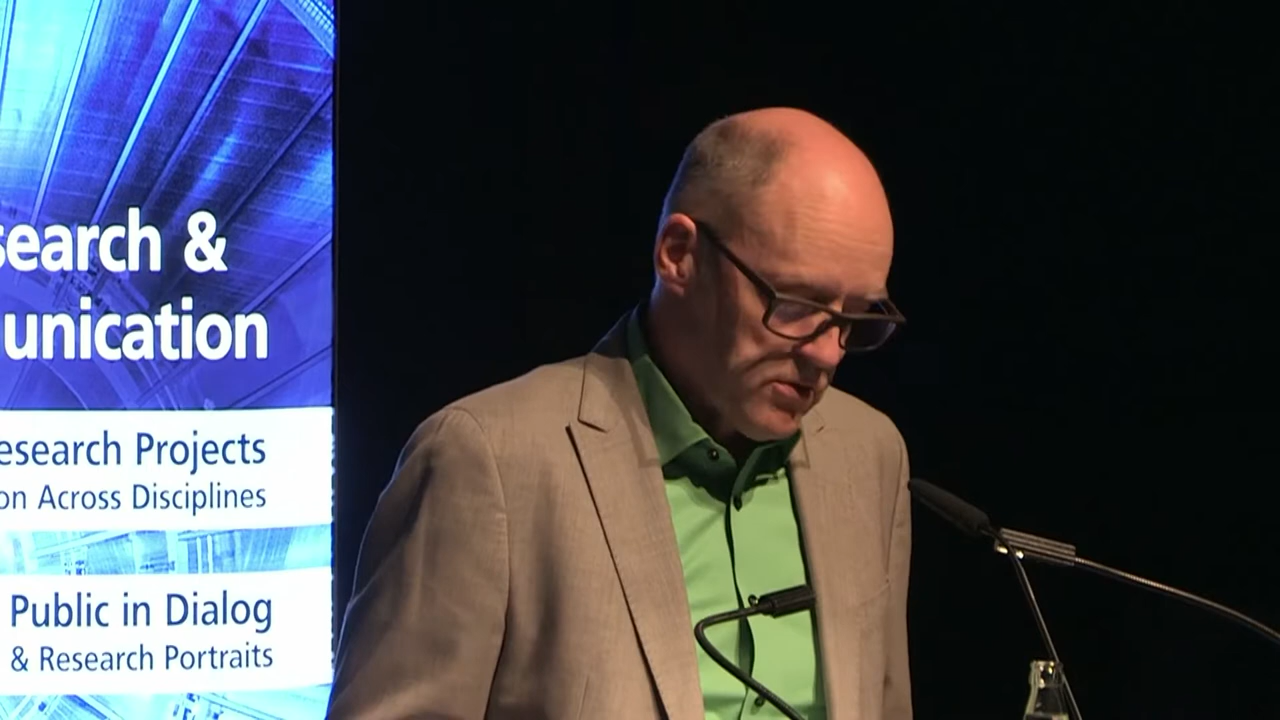 search &
unication
esearch Projects
on Across Disciplines
Public in Dialog
& Research Portraits